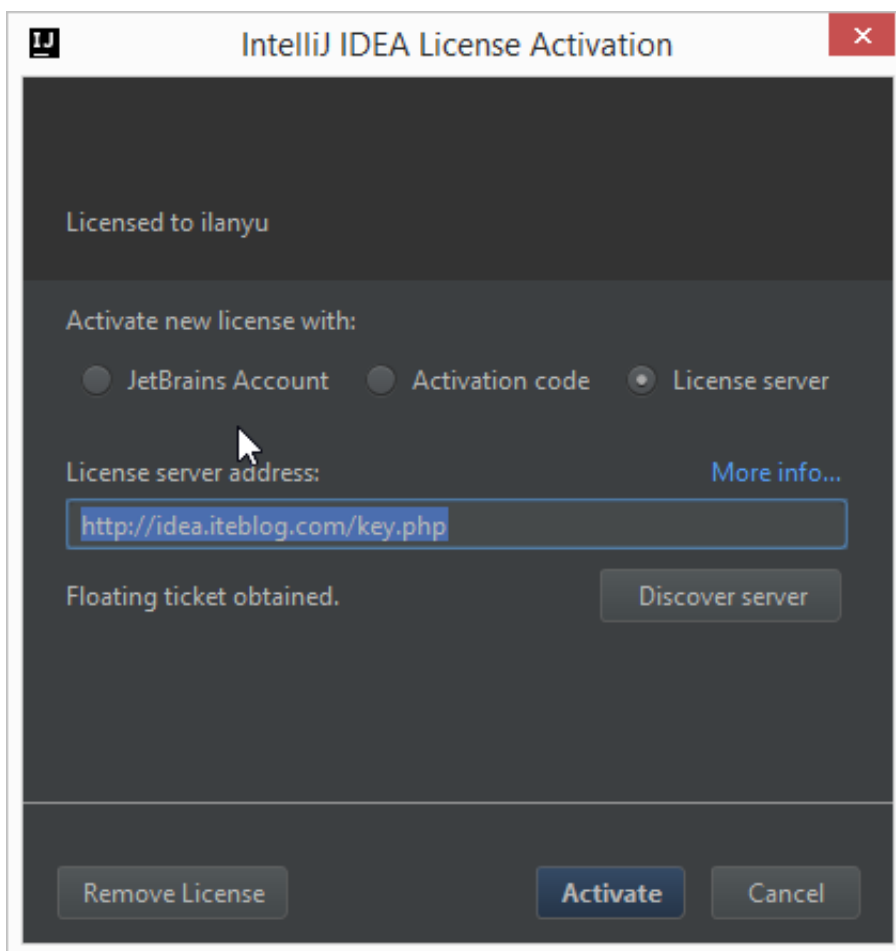 IJ
IntelliJ IDEA License Activation
Licensed to ilanyu
Activate new license with:
JetBrains Account Activation code License server
License server address: More info...
http://idea.iteblog.com/key.php
Floating ticket obtained. Discover server
Remove License Activate Cancel